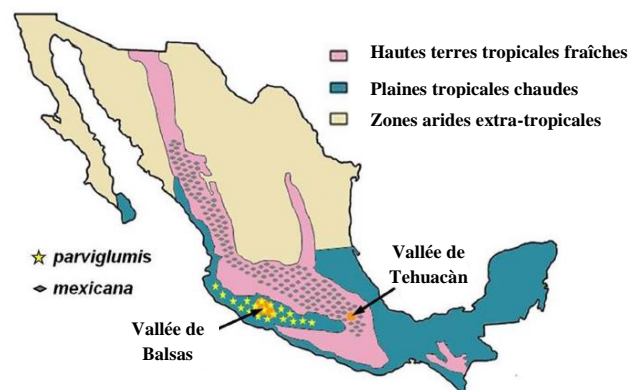 Hautes terres tropicales fraîches
Plaines tropicales chaudes
Zones arides extra-tropicales
parviglumis
mexicana
Vallée de
Tehuacàn
Vallée de
Balsas